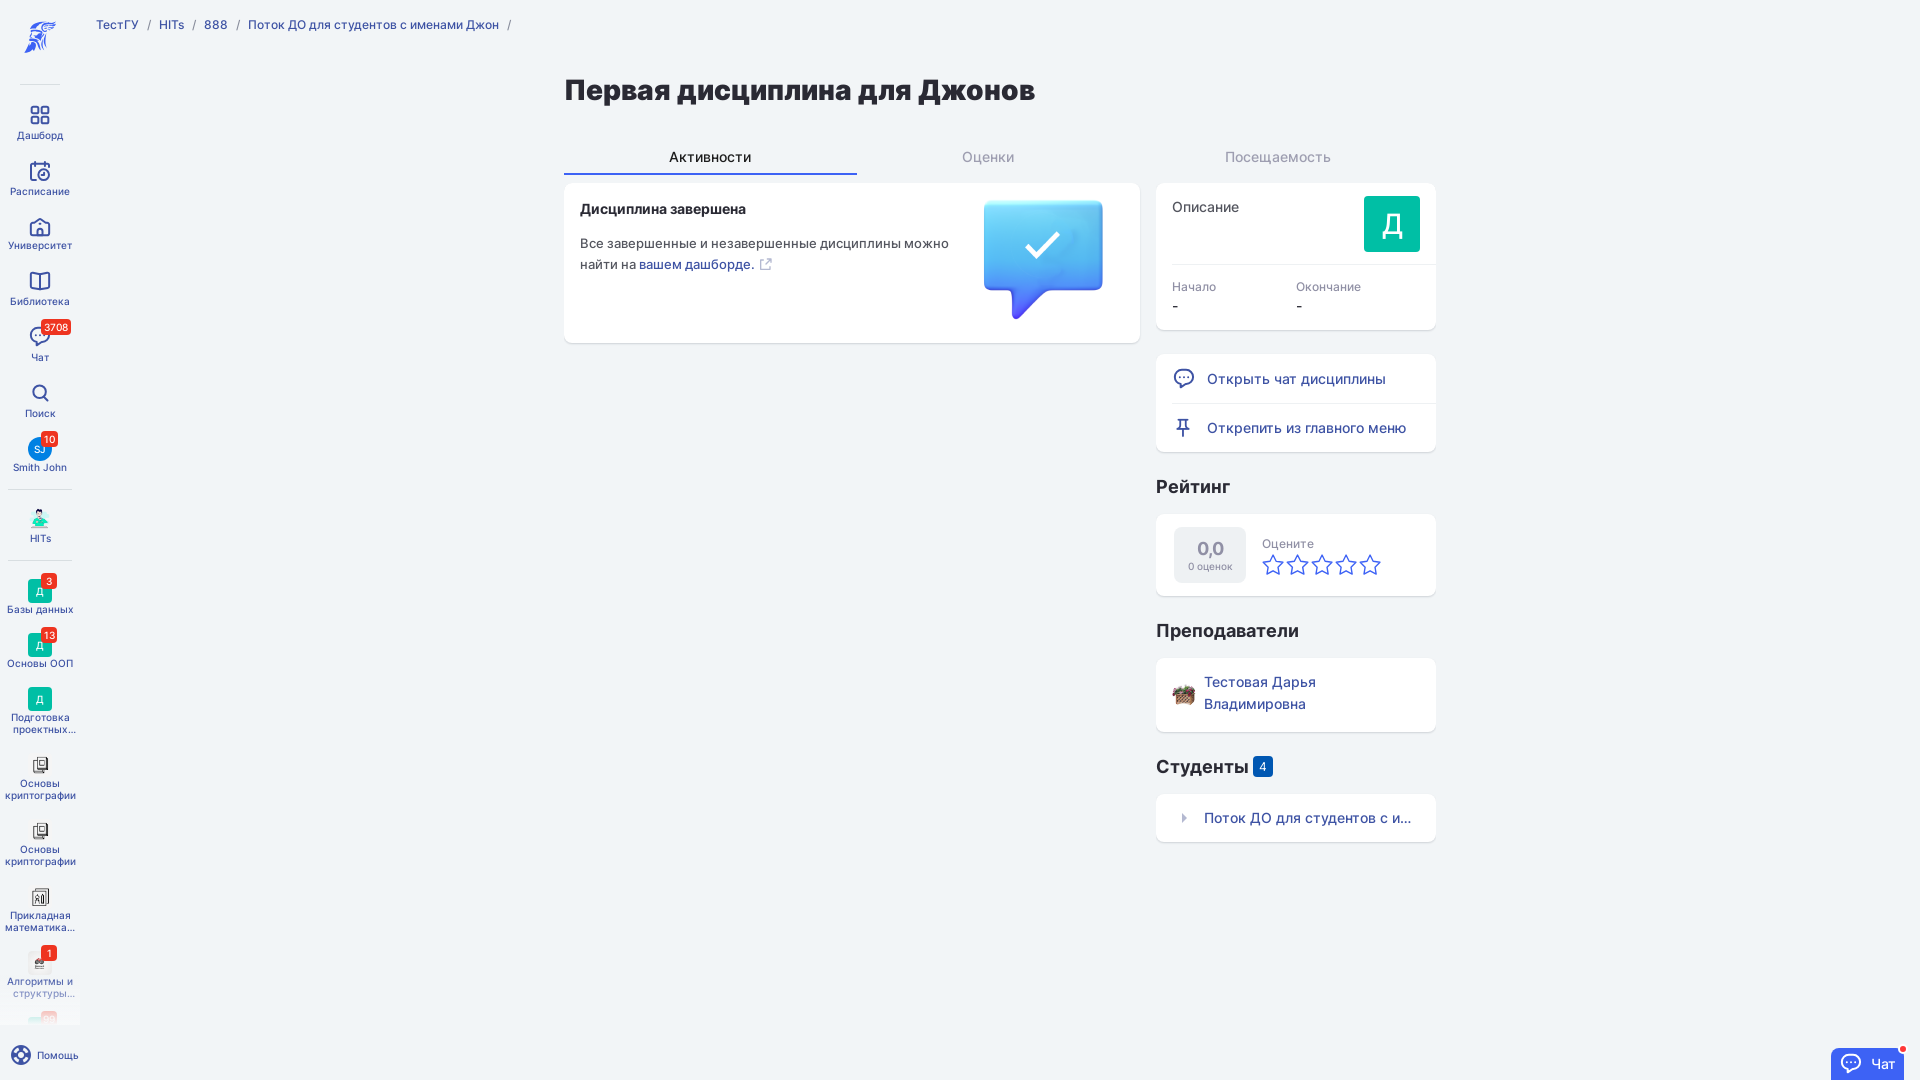 ТестГУ / HITs / 888 / Поток ДО для студентов с именами Джон /
Первая дисциплина для Джонов
Дашборд
Расписание
Университет
Библиотека
3708
Чат
Поиск
10
SJ
Smith John
HITs
3
Д
Базы данных
13
Д
Основы ООП
Д
Подготовка
проектных...
Основы
криптографии
Основы
криптографии
Прикладная
математика...
1
Алгоритмы и
структуры...
Помощь
Активности
Оценки
Посещаемость
Дисциплина завершена
Все завершенные и незавершенные дисциплины можно
найти на вашем дашборде.
Описание
Д
Начало
Окончание
-
-
Открыть чат дисциплины
Открепить из главного меню
Рейтинг
0,0
0 оценок
Оцените
Преподаватели
Тестовая Дарья
Владимировна
Студенты 4
Поток ДО для студентов с и...
Чат